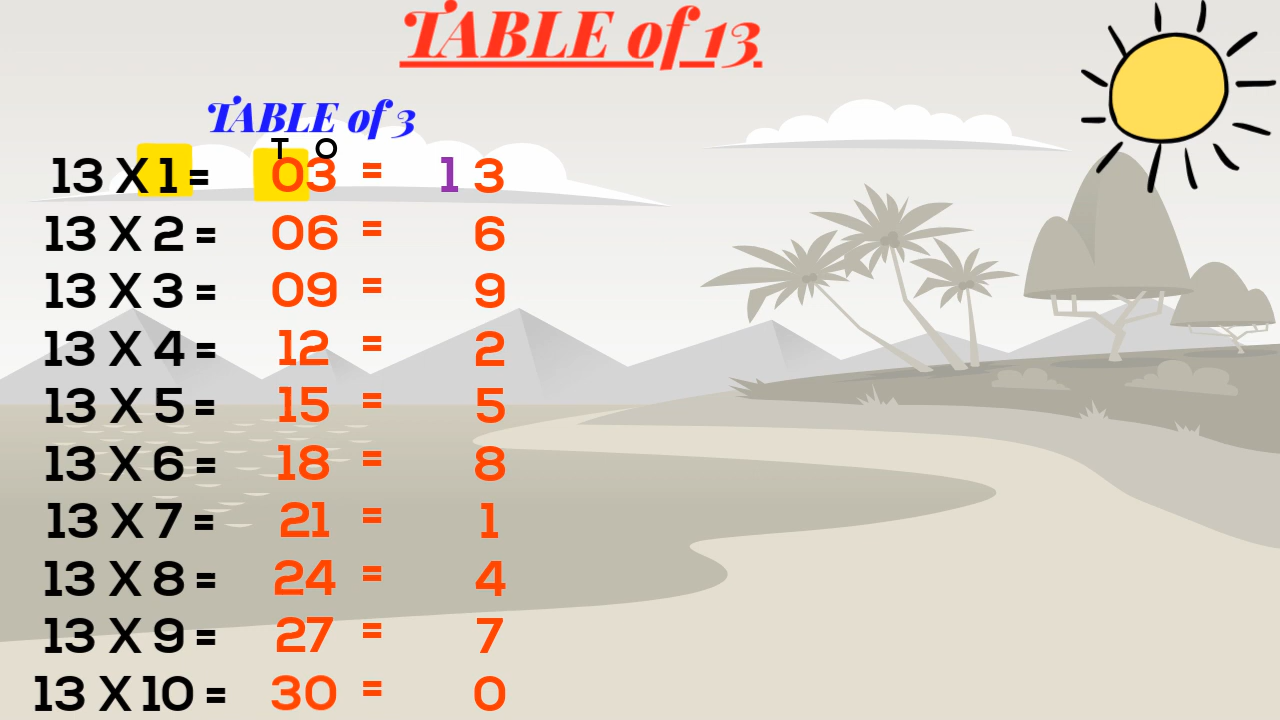 TABLE of 13
TABLE of 3
T O
13 X 1 = 03 = 1 3
13 X 2 = 06 = 6
13 X 3 = 09 = 9
13 X 4 = 12 = 2
13 X 5 = 15 = 5
13 X 6 = 18 = 8
13 X 7 = 21 = 1
13 X 8 = 24 = 4
13 X 9 = 27 = 7
13 X 10 = 30 = 0